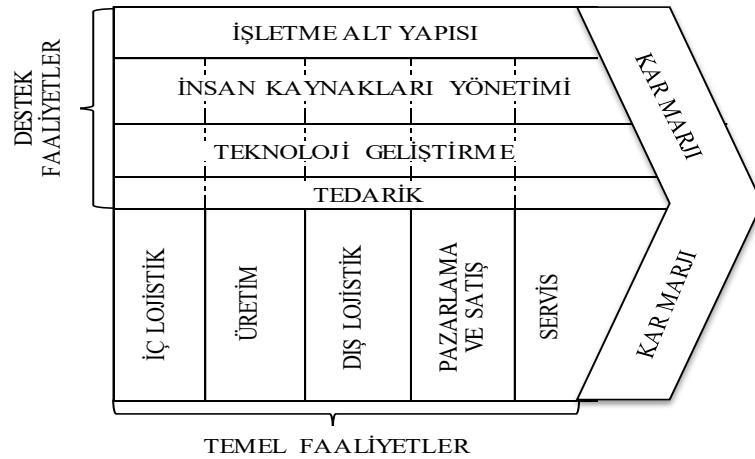 DESTEK
FAALİYETLER
İŞLETME ALT YAPISI
İNSAN KAYNAKLARI YÖNETİMİ
TEKNOLOJİ GELİŞTİRME
TEDARİK
İÇ LOJİSTİK
ÜRETİM
DIŞ LOJİSTİK
PAZARLAMA
VE SATIŞ
SERVİS
KAR MARJI
KAR MARJI
TEMEL FAALİYETLER